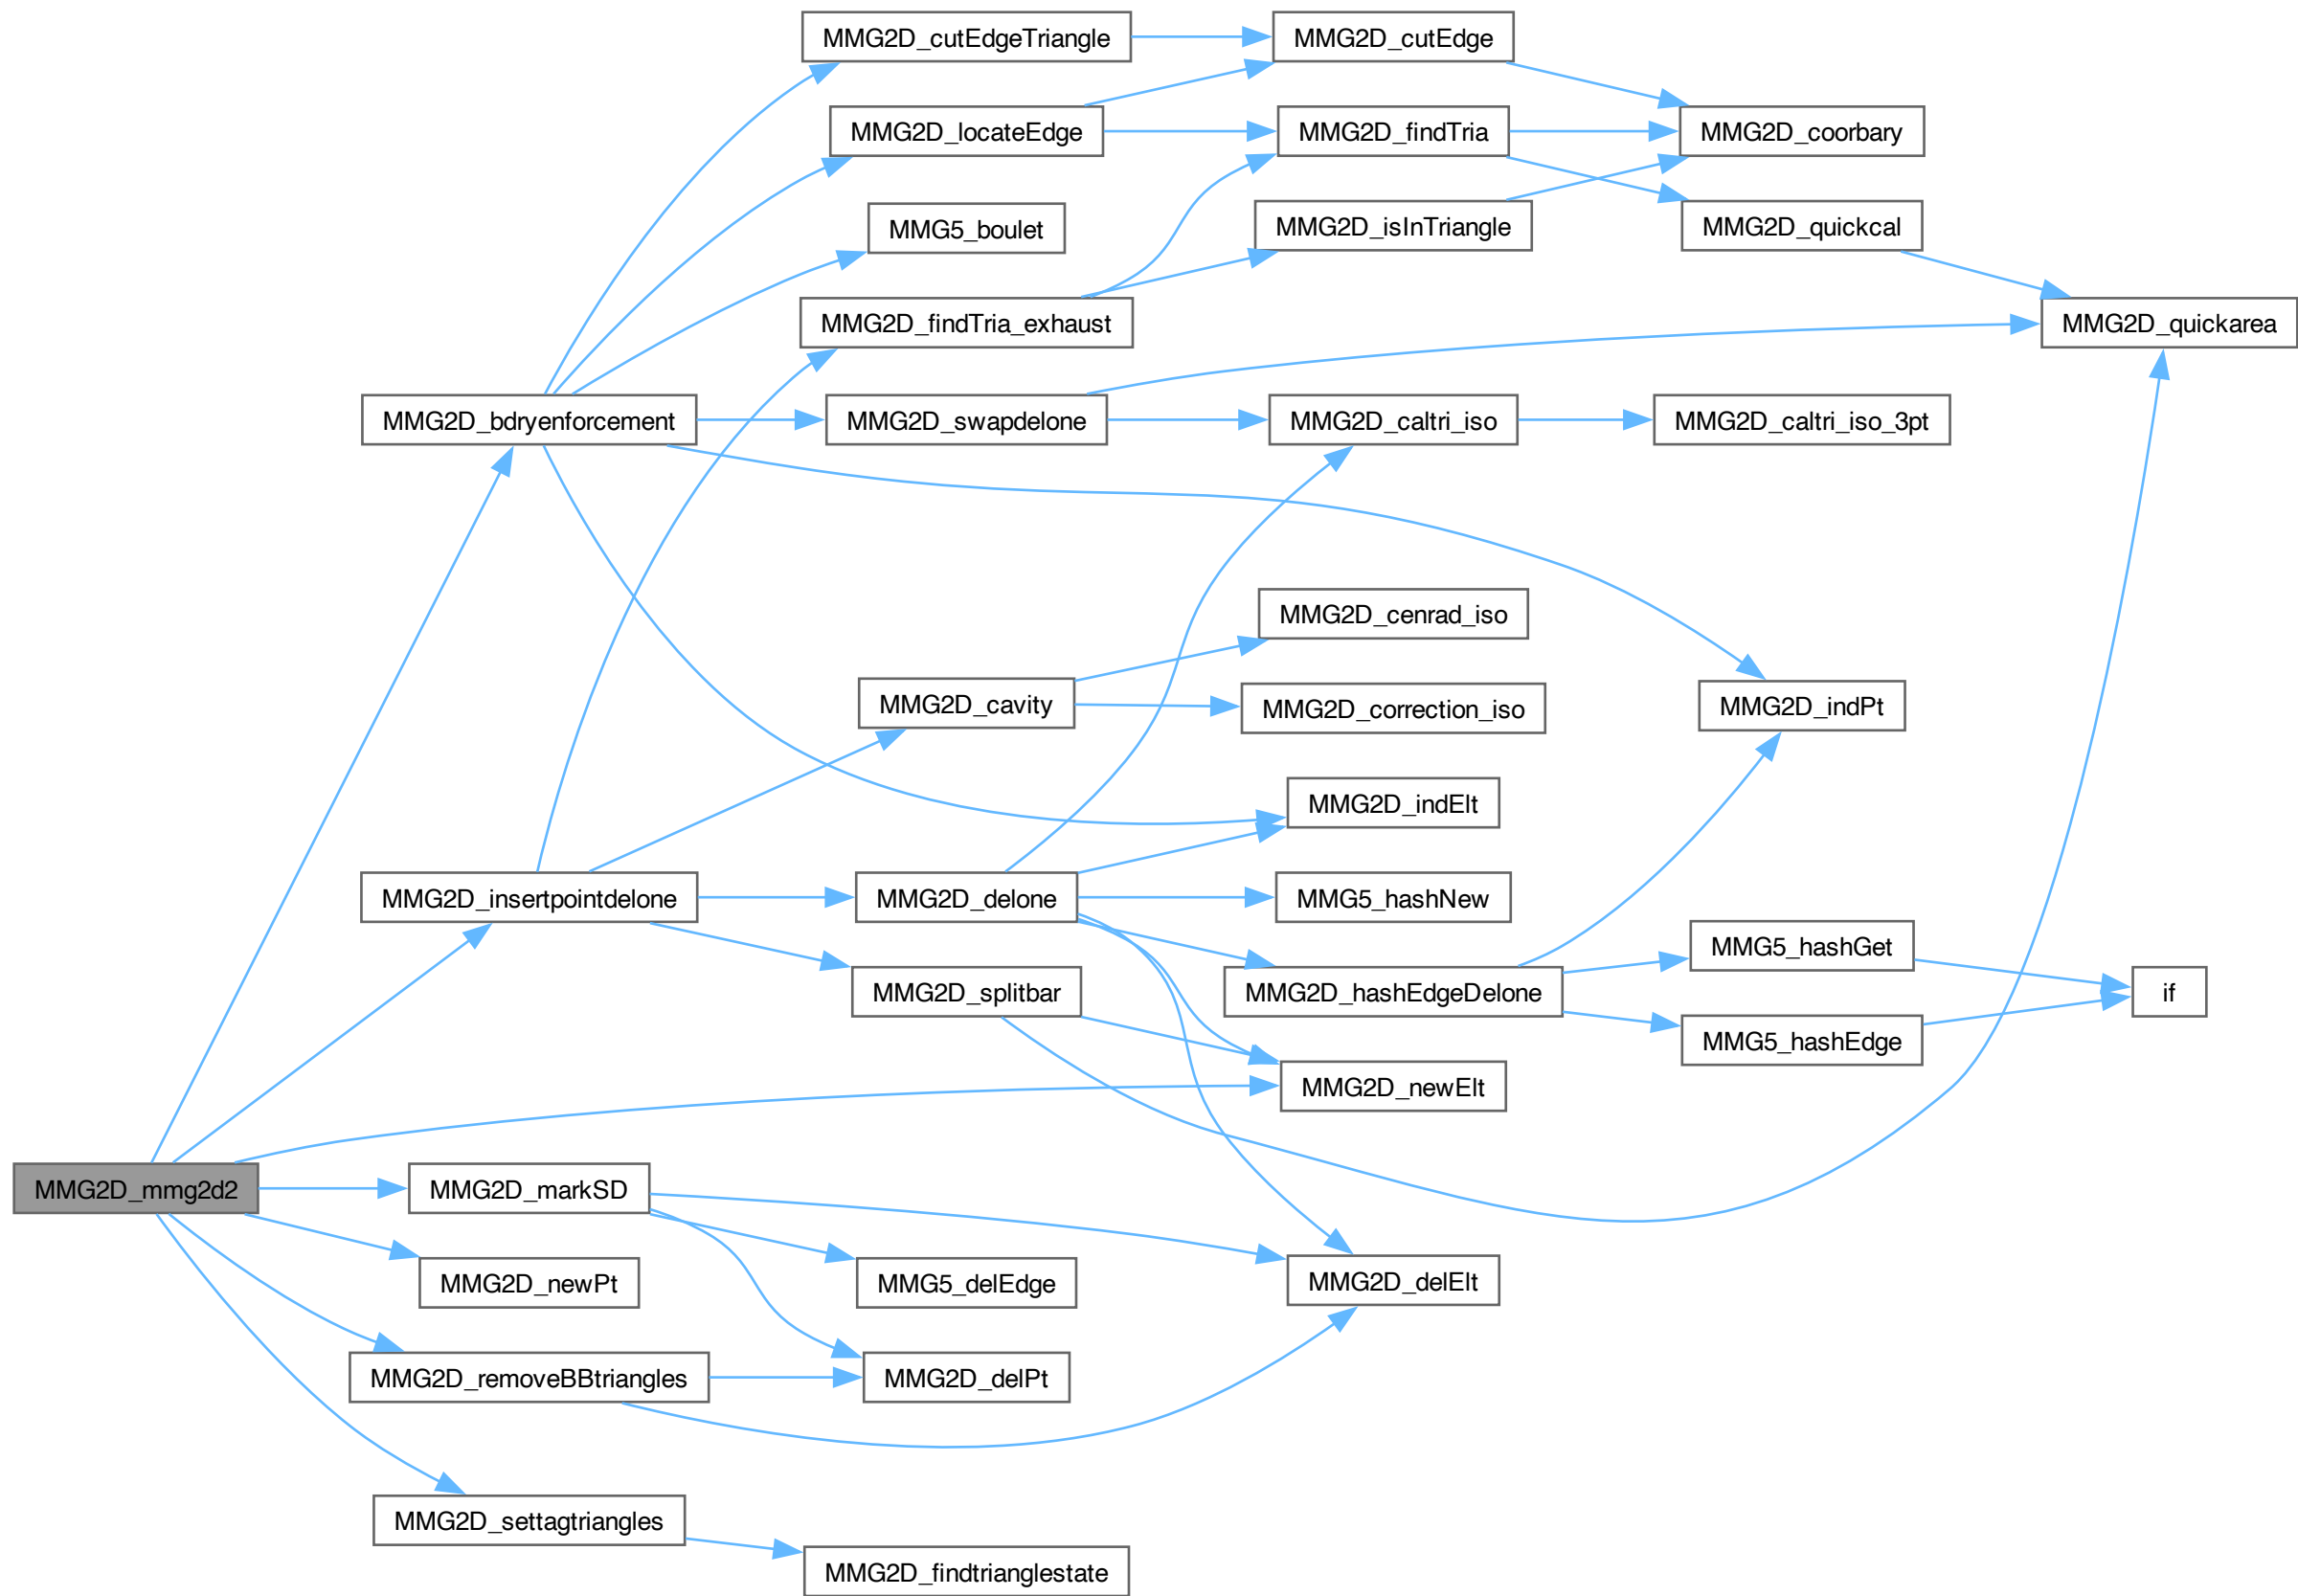 MMG2D_cutEdgeTriangle
MMG2D_cutEdge
MMG2D_locateEdge
MMG2D_findTria
MMG2D_coorbary
MMG5_boulet
MMG2D_isInTriangle
MMG2D_quickcal
MMG2D_findTria_exhaust
MMG2D_quickarea
MMG2D_bdryenforcement
MMG2D_swapdelone
MMG2D_caltri_iso
MMG2D_caltri_iso_3pt
MMG2D_cenrad_iso
MMG2D_cavity
MMG2D_correction_iso
MMG2D_indPt
MMG2D_indElt
MMG2D_insertpointdelone
MMG2D_delone
MMG5_hashNew
MMG5_hashGet
MMG2D_splitbar
MMG2D_hashEdgeDelone
if
MMG5_hashEdge
MMG2D_newElt
MMG2D_mmg2d2
MMG2D_markSD
MMG2D_newPt
MMG5_delEdge
MMG2D_delElt
MMG2D_removeBBtriangles
MMG2D_delPt
MMG2D_settagtriangles
MMG2D_findtrianglestate